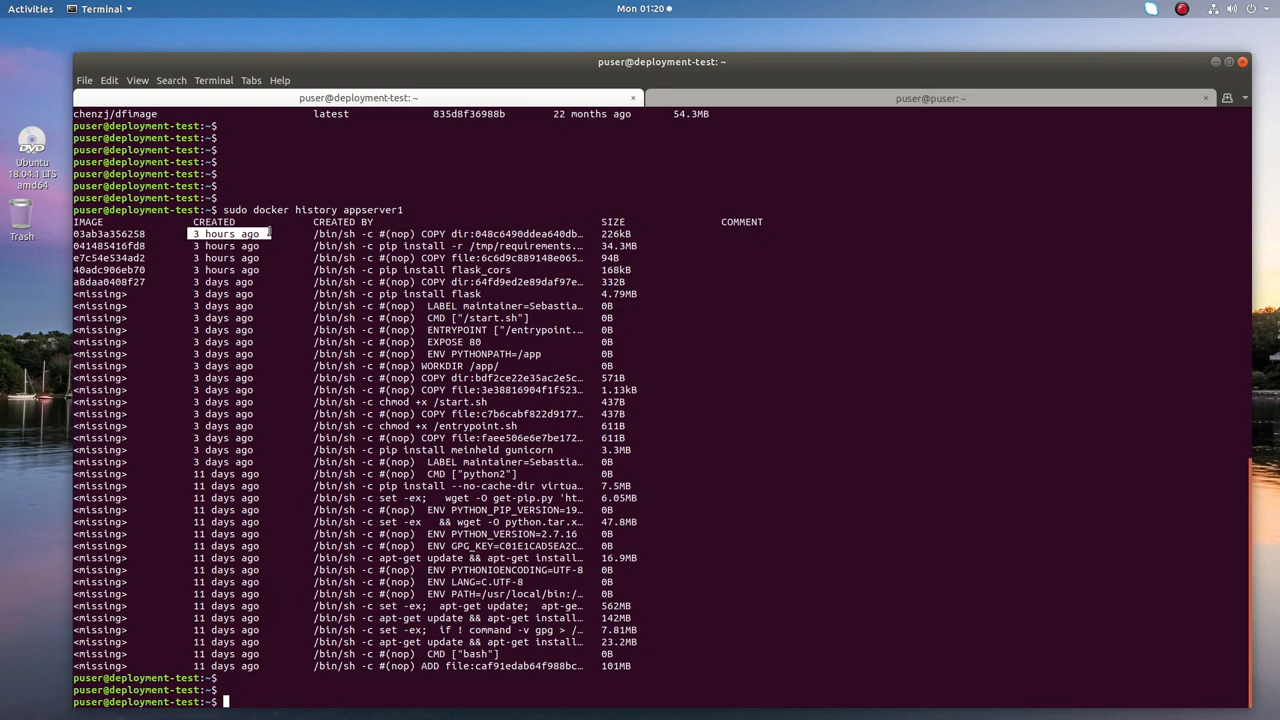 Activities Terminal Mon 01:20
puser@deployment-test: ~
File Edit View Search Terminal Tabs Help
puser@deployment-test: ~ × puser@puser: ~ ×
chenzj/dfimage latest 835d8f36988b 22 months ago 54.3MB
puser@deployment-test:~$
puser@deployment-test:~$
puser@deployment-test:~$
puser@deployment-test:~$
puser@deployment-test:~$
puser@deployment-test:~$
puser@deployment-test:~$
puser@deployment-test:~$ sudo docker history appserver1
IMAGE CREATED CREATED BY SIZE COMMENT
03ab3a356258 3 hours ago /bin/sh -c #(nop) COPY dir:048c6490ddea640db… 226kB
041485416fd8 3 hours ago /bin/sh -c pip install -r /tmp/requirements.… 34.3MB
e7c54e534ad2 3 hours ago /bin/sh -c #(nop) COPY file:6c6d9c889148e065… 94B
40adc906eb70 3 hours ago /bin/sh -c pip install flask_cors 168kB
a8daa0408f27 3 days ago /bin/sh -c #(nop) COPY dir:64fd9ed2e89daf97e… 332B
<missing> 3 days ago /bin/sh -c pip install flask 4.79MB
<missing> 3 days ago /bin/sh -c #(nop) LABEL maintainer=Sebastia… 0B
<missing> 3 days ago /bin/sh -c #(nop) CMD ["/start.sh"] 0B
<missing> 3 days ago /bin/sh -c #(nop) ENTRYPOINT ["/entrypoint.… 0B
<missing> 3 days ago /bin/sh -c #(nop) EXPOSE 80 0B
<missing> 3 days ago /bin/sh -c #(nop) ENV PYTHONPATH=/app 0B
<missing> 3 days ago /bin/sh -c #(nop) WORKDIR /app/ 0B
<missing> 3 days ago /bin/sh -c #(nop) COPY dir:bdf2ce22e35ac2e5c… 571B
<missing> 3 days ago /bin/sh -c #(nop) COPY file:3e38816904f1f523… 1.13kB
<missing> 3 days ago /bin/sh -c chmod +x /start.sh 437B
<missing> 3 days ago /bin/sh -c #(nop) COPY file:c7b6cabf822d9177… 437B
<missing> 3 days ago /bin/sh -c chmod +x /entrypoint.sh 611B
<missing> 3 days ago /bin/sh -c #(nop) COPY file:faee506e6e7be172… 611B
<missing> 3 days ago /bin/sh -c pip install meinheld gunicorn 3.3MB
<missing> 3 days ago /bin/sh -c #(nop) LABEL maintainer=Sebastia… 0B
<missing> 11 days ago /bin/sh -c #(nop) CMD ["python2"] 0B
<missing> 11 days ago /bin/sh -c pip install --no-cache-dir virtua… 7.5MB
<missing> 11 days ago /bin/sh -c set -ex; wget -O get-pip.py 'ht… 6.05MB
<missing> 11 days ago /bin/sh -c #(nop) ENV PYTHON_PIP_VERSION=19… 0B
<missing> 11 days ago /bin/sh -c set -ex && wget -O python.tar.x… 47.8MB
<missing> 11 days ago /bin/sh -c #(nop) ENV PYTHON_VERSION=2.7.16 0B
<missing> 11 days ago /bin/sh -c #(nop) ENV GPG_KEY=C01E1CAD5EA2C… 0B
<missing> 11 days ago /bin/sh -c apt-get update && apt-get install… 16.9MB
<missing> 11 days ago /bin/sh -c #(nop) ENV PYTHONIOENCODING=UTF-8 0B
<missing> 11 days ago /bin/sh -c #(nop) ENV LANG=C.UTF-8 0B
<missing> 11 days ago /bin/sh -c #(nop) ENV PATH=/usr/local/bin:/… 0B
<missing> 11 days ago /bin/sh -c set -ex; apt-get update; apt-ge… 562MB
<missing> 11 days ago /bin/sh -c apt-get update && apt-get install… 142MB
<missing> 11 days ago /bin/sh -c set -ex; if ! command -v gpg > /… 7.81MB
<missing> 11 days ago /bin/sh -c apt-get update && apt-get install… 23.2MB
<missing> 11 days ago /bin/sh -c #(nop) CMD ["bash"] 0B
<missing> 11 days ago /bin/sh -c #(nop) ADD file:caf91edab64f988bc… 101MB
puser@deployment-test:~$
puser@deployment-test:~$
puser@deployment-test:~$
DVD
Ubuntu
18.04.1 LTS
amd64
Trash